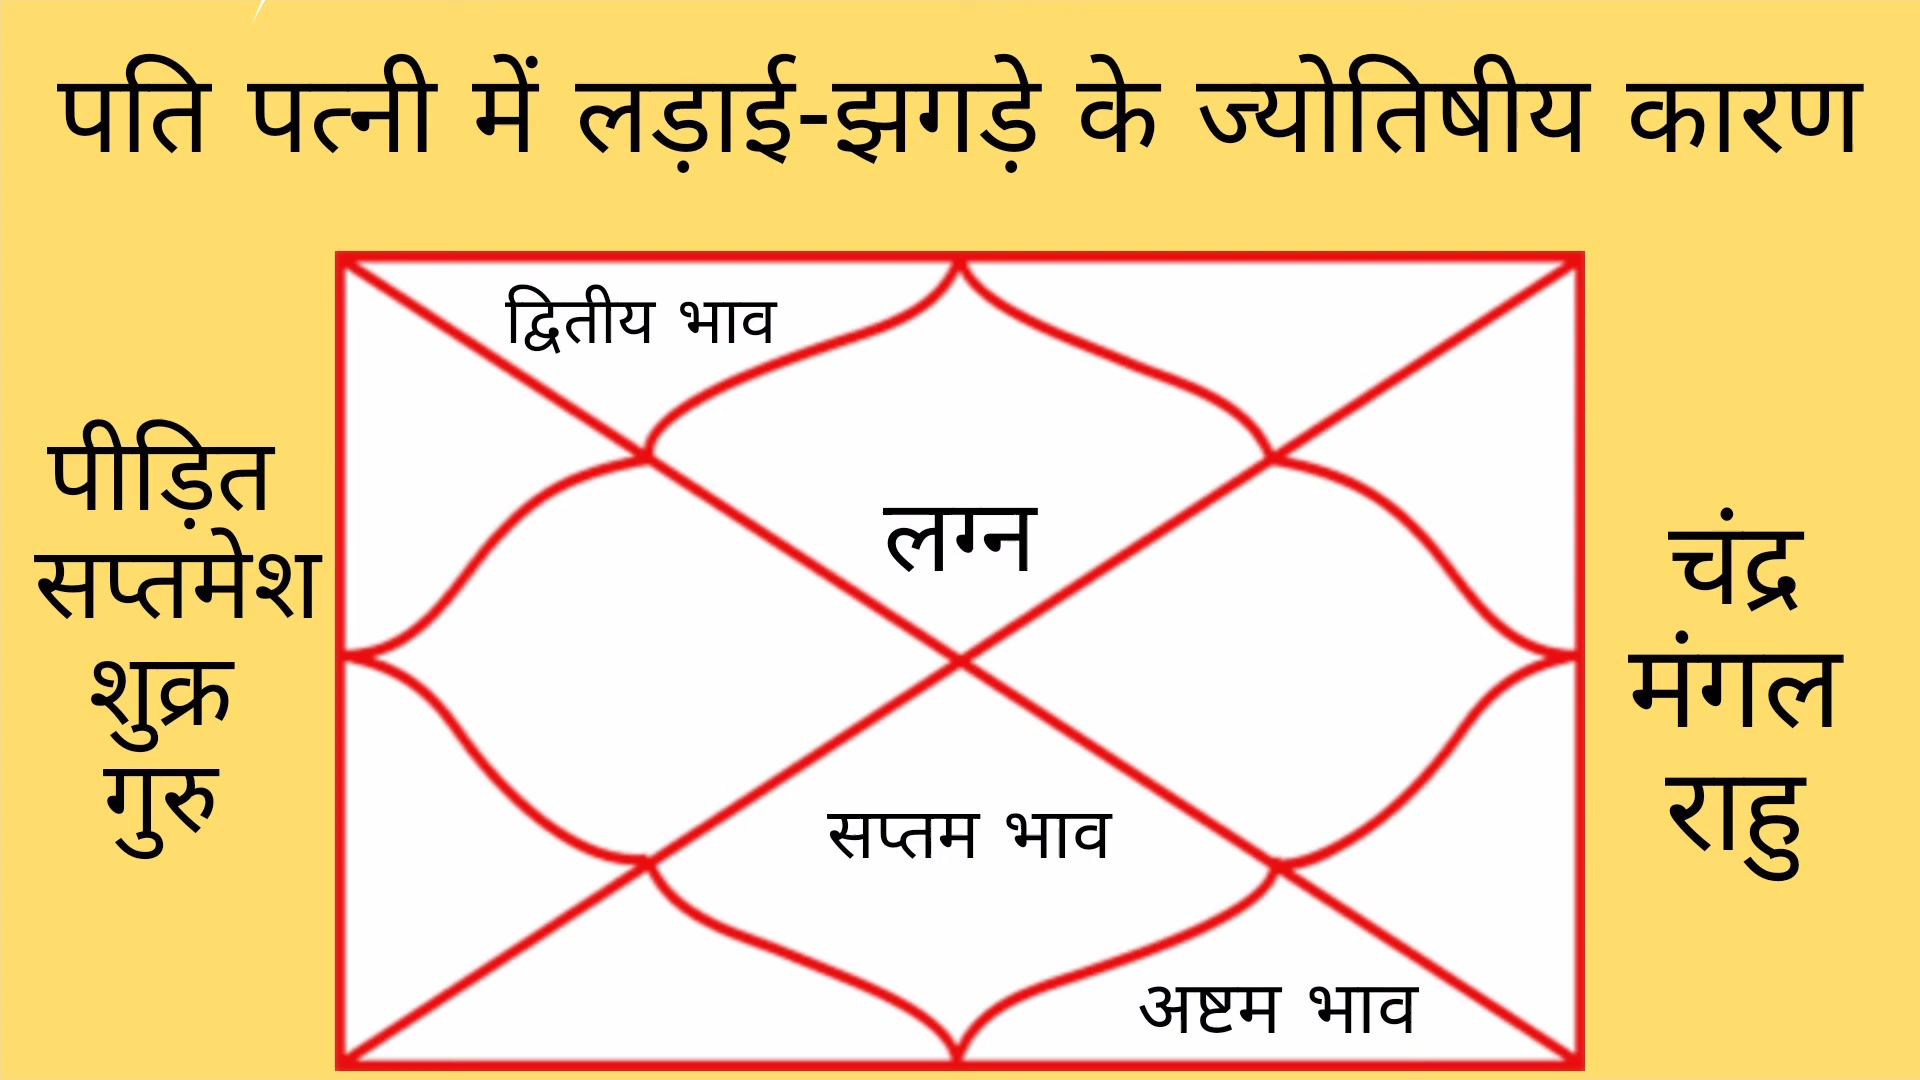 पति पत्नी में लड़ाई-झगड़े के ज्योतिषीय कारण
द्वितीय भाव
पीड़ित
सप्तमेश
शुक्र
गुरु
लग्न
चंद्र
मंगल
राहु
सप्तम भाव
अष्टम भाव